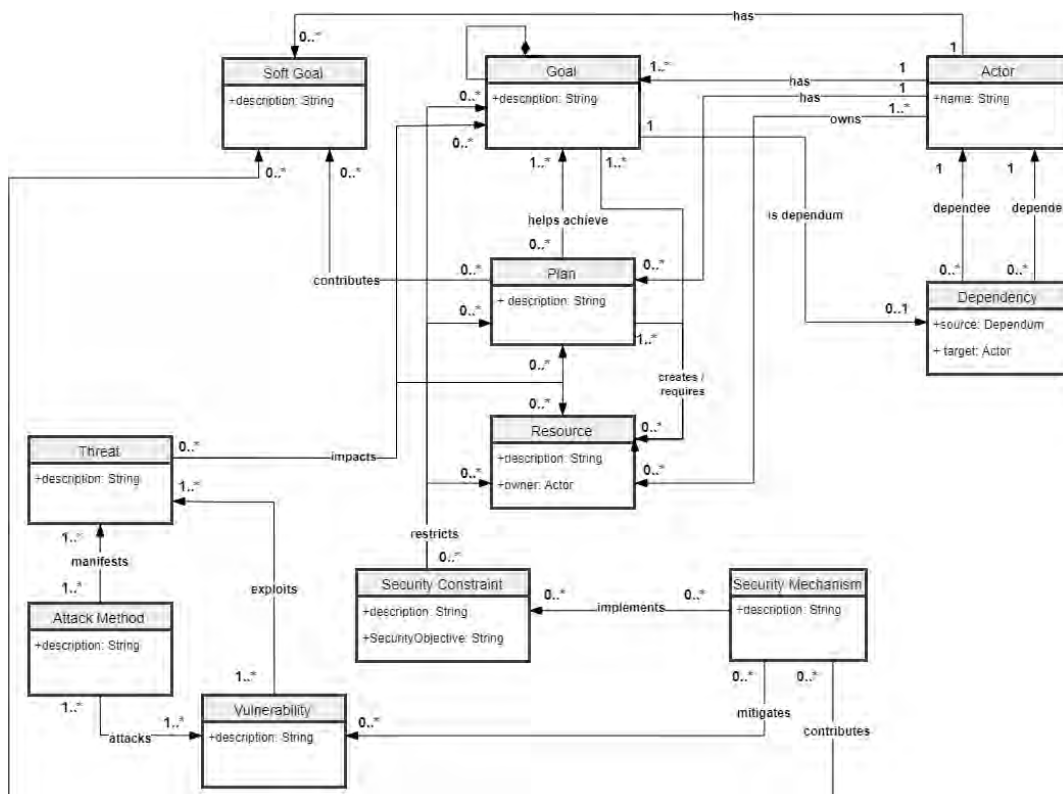 has
0..*
1
Soft Goal
+description: String
Goal
+description: String
Actor
+name: String
1..*
has
1
has
1
1..*
owns
0..*
0..*
1
0..*
0..*
1..*
1..*
1
1
is dependum
dependee
depende
helps achieve
0..*
contributes
0..*
Plan
+ description: String
0..*
0..*
0..*
Dependency
+source: Dependum
+ target: Actor
0..1
0..*
1..*
0..*
creates /
requires
0..*
Resource
+description: String
+owner: Actor
0..*
0..*
0..*
Threat
+description: String
0..*
impacts
1..*
1..*
manifests
1..*
exploits
restricts
0..*
Security Constraint
+description: String
+SecurityObjective: String
0..*
implements
0..*
Security Mechanism
+description: String
Attack Method
+description: String
1..*
attacks
1..*
1..*
Vulnerability
+description: String
0..*
0..*
mitigates
0..*
contributes